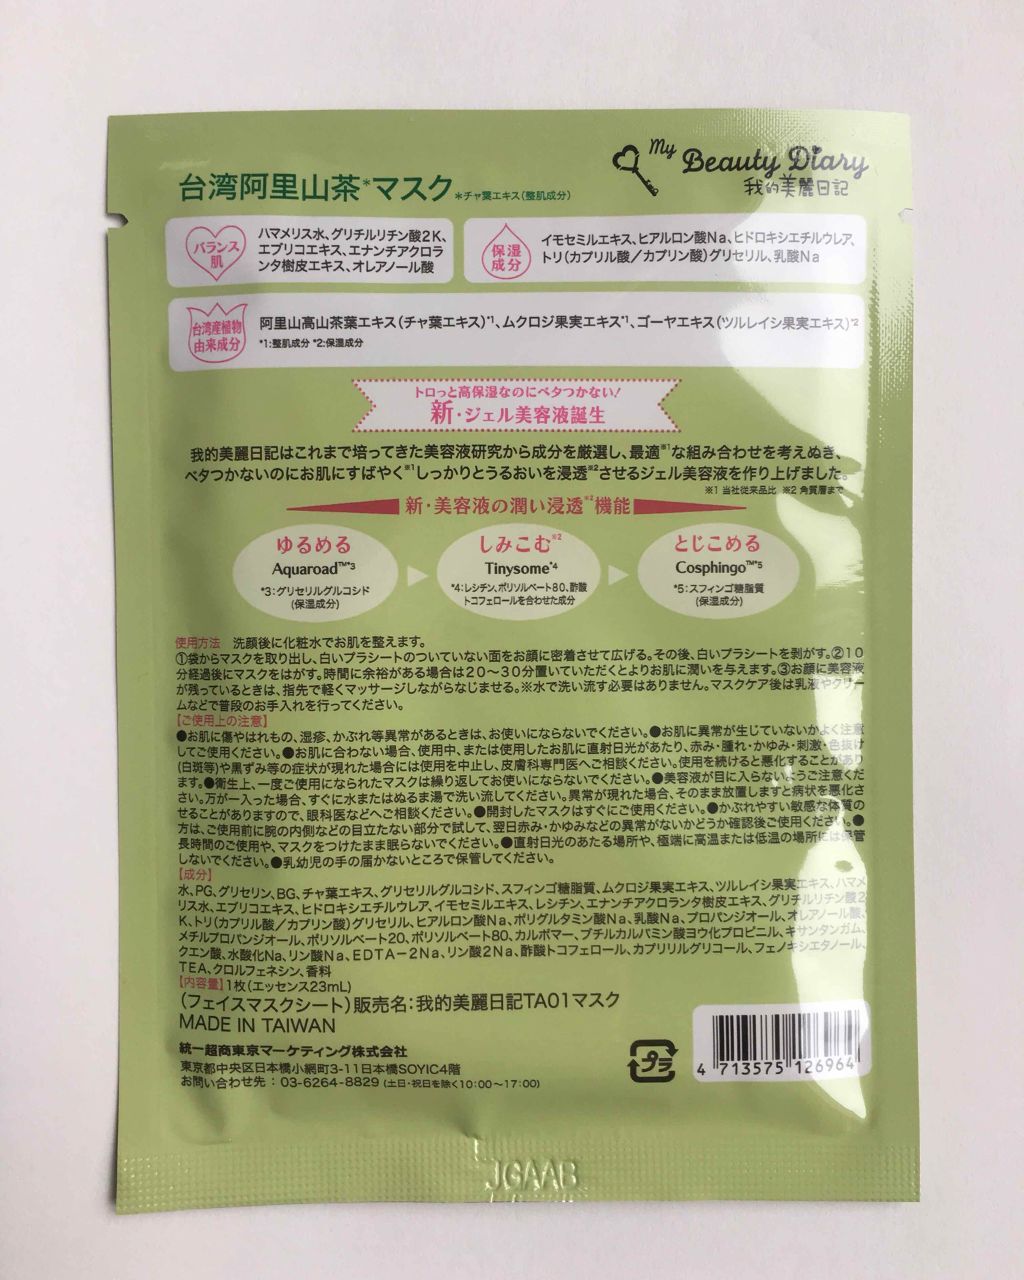 My Beauty Diary
我的美麗日記
台湾阿里山茶*マスク *チャ葉エキス(整肌成分)
バランス
肌
ハマメリス水、グリチルリチン酸2K、
エブリコエキス、エナンチアクロラ
ンタ樹皮エキス、オレアノール酸
保湿
成分
イモセミルエキス、ヒアルロン酸Na、ヒドロキシエチルウレア、
トリ(カプリル酸/カプリン酸)グリセリル、乳酸Na
台湾産植物
由来成分
阿里山高山茶葉エキス(チャ葉エキス)*1、ムクロジ果実エキス*1、ゴーヤエキス(ツルレイシ果実エキス)*2
*1:整肌成分 *2:保湿成分
トロっと高保湿なのにベタつかない!
新・ジェル美容液誕生
我的美麗日記はこれまで培ってきた美容液研究から成分を厳選し、最適※1な組み合わせを考えぬき、
ベタつかないのにお肌にすばやく※1しっかりとうるおいを浸透※2させるジェル美容液を作り上げました。
※1 当社従来品比 ※2 角質層まで
新・美容液の潤い浸透※2機能
ゆるめる
Aquaroad™*3
*3:グリセリルグルコシド
(保湿成分)
しみこむ※2
Tinysome*4
*4:レシチン、ポリソルベート80、酢酸
トコフェロールを合わせた成分
とじこめる
Cosphingo™*5
*5:スフィンゴ糖脂質
(保湿成分)
使用方法 洗顔後に化粧水でお肌を整えます。
①袋からマスクを取り出し、白いプラシートのついていない面をお顔に密着させて広げる。その後、白いプラシートを剥がす。②10
分経過後にマスクをはがす。時間に余裕がある場合は20～30分置いていただくとよりお肌に潤いを与えます。③お顔に美容液
が残っているときは、指先で軽くマッサージしながらなじませる。※水で洗い流す必要はありません。マスクケア後は乳液やクリー
ムなどで普段のお手入れを行ってください。
【ご使用上の注意】
●お肌に傷やはれもの、湿疹、かぶれ等異常があるときは、お使いにならないでください。●お肌に異常が生じていないかよく注意
してご使用ください。●お肌に合わない場合、使用中、または使用したお肌に直射日光があたり、赤み・腫れ・かゆみ・刺激・色抜け
(白斑等)や黒ずみ等の症状が現れた場合には使用を中止し、皮膚科専門医へご相談ください。使用を続けると悪化することがあり
ます。●衛生上、一度ご使用になられたマスクは繰り返してお使いにならないでください。●美容液が目に入らないようご注意くだ
さい。万が一入った場合、すぐに水またはぬるま湯で洗い流してください。異常が現れた場合、そのまま放置しますと病状を悪化さ
せることがありますので、眼科医などへご相談ください。●開封したマスクはすぐにご使用ください。●かぶれやすい敏感な体質の
方は、ご使用前に腕の内側などの目立たない部分で試して、翌日赤み・かゆみなどの異常がないかどうか確認後ご使用ください。●
長時間のご使用や、マスクをつけたまま眠らないでください。●直射日光のあたる場所や、極端に高温または低温の場所には保管
しないでください。●乳幼児の手の届かないところで保管してください。
【成分】
水、PG、グリセリン、BG、チャ葉エキス、グリセリルグルコシド、スフィンゴ糖脂質、ムクロジ果実エキス、ツルレイシ果実エキス、ハマメ
リス水、エブリコエキス、ヒドロキシエチルウレア、イモセミルエキス、レシチン、エナンチアクロランタ樹皮エキス、グリチルリチン酸2
K、トリ(カプリル酸/カプリン酸)グリセリル、ヒアルロン酸Na、ポリグルタミン酸Na、乳酸Na、プロパンジオール、オレアノール酸、
メチルプロパンジオール、ポリソルベート20、ポリソルベート80、カルボマー、ブチルカルバミン酸ヨウ化プロピニル、キサンタンガム、
クエン酸、水酸化Na、リン酸Na、EDTA－2Na、リン酸2Na、酢酸トコフェロール、カプリリルグリコール、フェノキシエタノール、
TEA、クロルフェネシン、香料
【内容量】1枚(エッセンス23mL)
(フェイスマスクシート)販売名:我的美麗日記TA01マスク
MADE IN TAIWAN
統一超商東京マーケティング株式会社
東京都中央区日本橋小網町3-11日本橋SOYIC4階
お問い合わせ先:03-6264-8829 (土日・祝日を除く10:00～17:00)
プラ
4 713575 126964
JGAAB